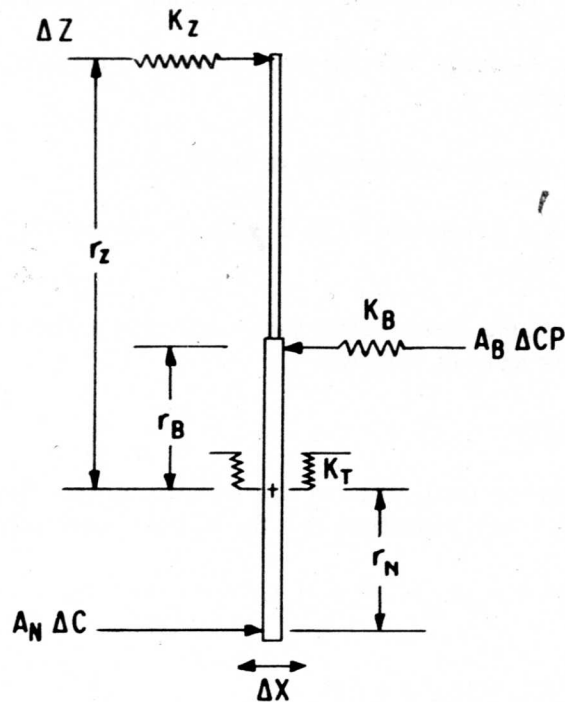 ΔZ
K_Z
r_Z
K_B
A_B ΔCP
r_B
K_T
r_N
A_N ΔC
ΔX